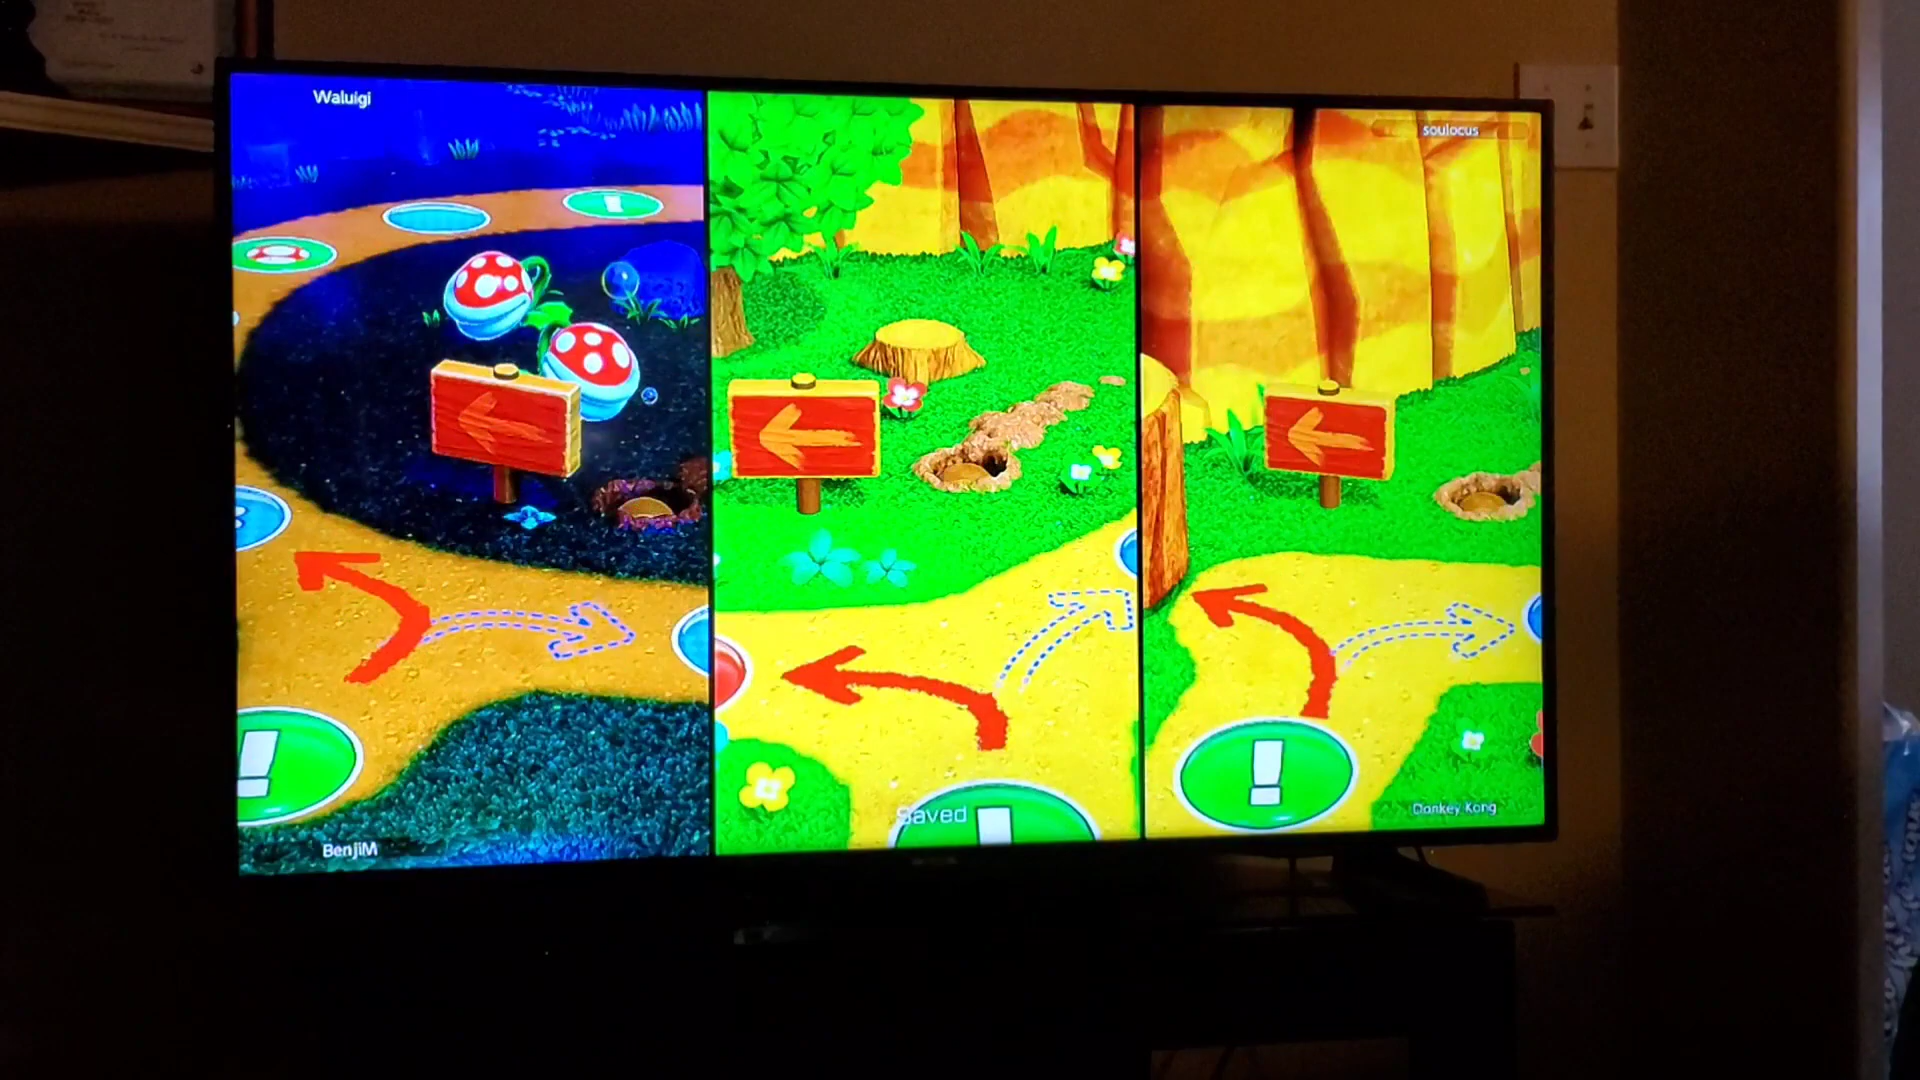 Waluigi
soulocus
!
!
!
!
Saved
Donkey Kong
BenjiM